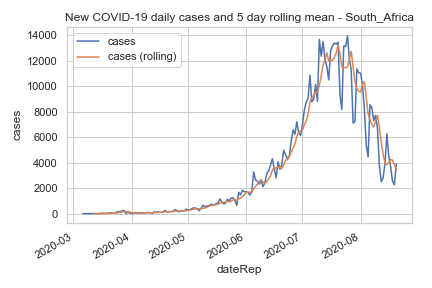 New COVID-19 daily cases and 5 day rolling mean - South_Africa
cases
cases (rolling)
14000
12000
10000
8000
6000
4000
2000
0
cases
2020-03
2020-04
2020-05
2020-06
2020-07
2020-08
dateRep